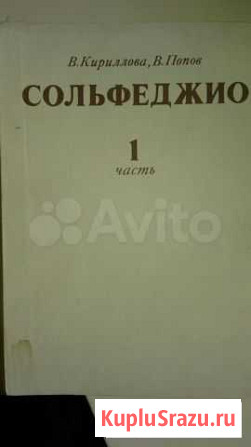 В. Кириллова, В. Попов
СОЛЬФЕДЖИО
1
часть
Avito
KupluSrazu.ru